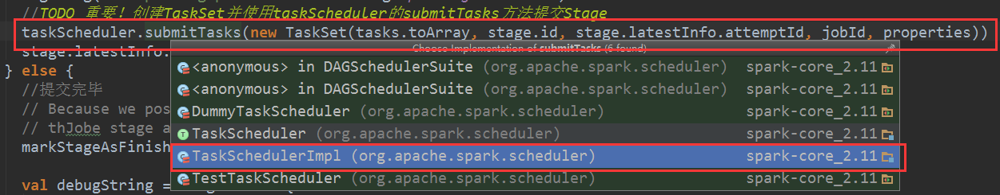 //TODO 重要! 创建TaskSet并使用taskScheduler的submitTasks方法提交Stage
taskScheduler.submitTasks(new TaskSet(tasks.toArray, stage.id, stage.latestInfo.attemptId, jobId, properties))
stage.latestInfo.
Choose Implementation of submitTasks (6 found)
} else {
<anonymous> in DAGSchedulerSuite (org.apache.spark.scheduler) spark-core_2.11
//提交完毕
<anonymous> in DAGSchedulerSuite (org.apache.spark.scheduler) spark-core_2.11
// Because we pos
DummyTaskScheduler (org.apache.spark.scheduler) spark-core_2.11
// thJobe stage a
TaskScheduler (org.apache.spark.scheduler) spark-core_2.11
markStageAsFinish
TaskSchedulerImpl (org.apache.spark.scheduler) spark-core_2.11
val debugString =
TestTaskScheduler (org.apache.spark.scheduler) spark-core_2.11